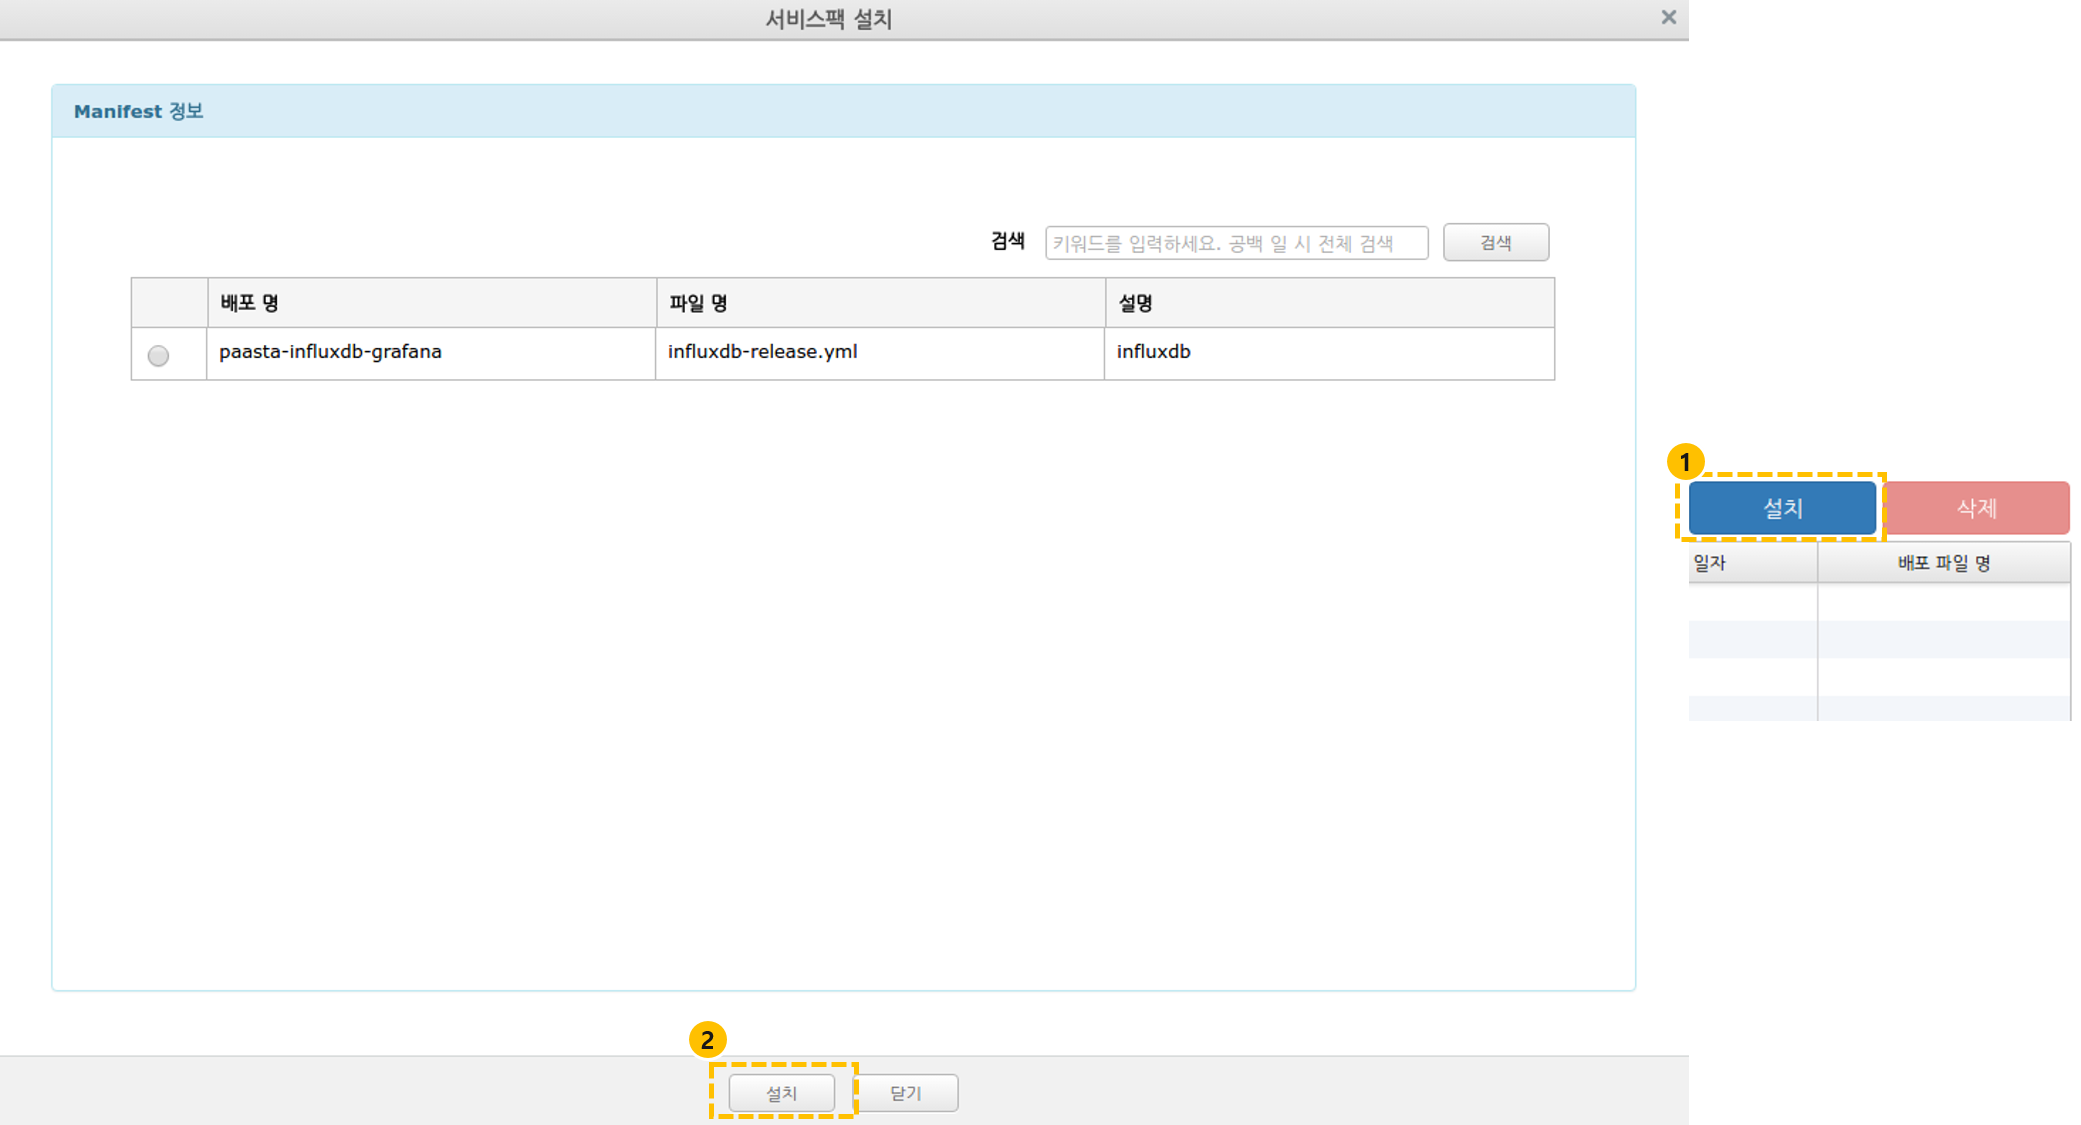 서비스팩 설치
×
Manifest 정보
검색 키워드를 입력하세요. 공백 일 시 전체 검색 검색
배포 명 파일 명 설명
paasta-influxdb-grafana influxdb-release.yml influxdb
1
설치 삭제
일자 배포 파일 명
2
설치 닫기